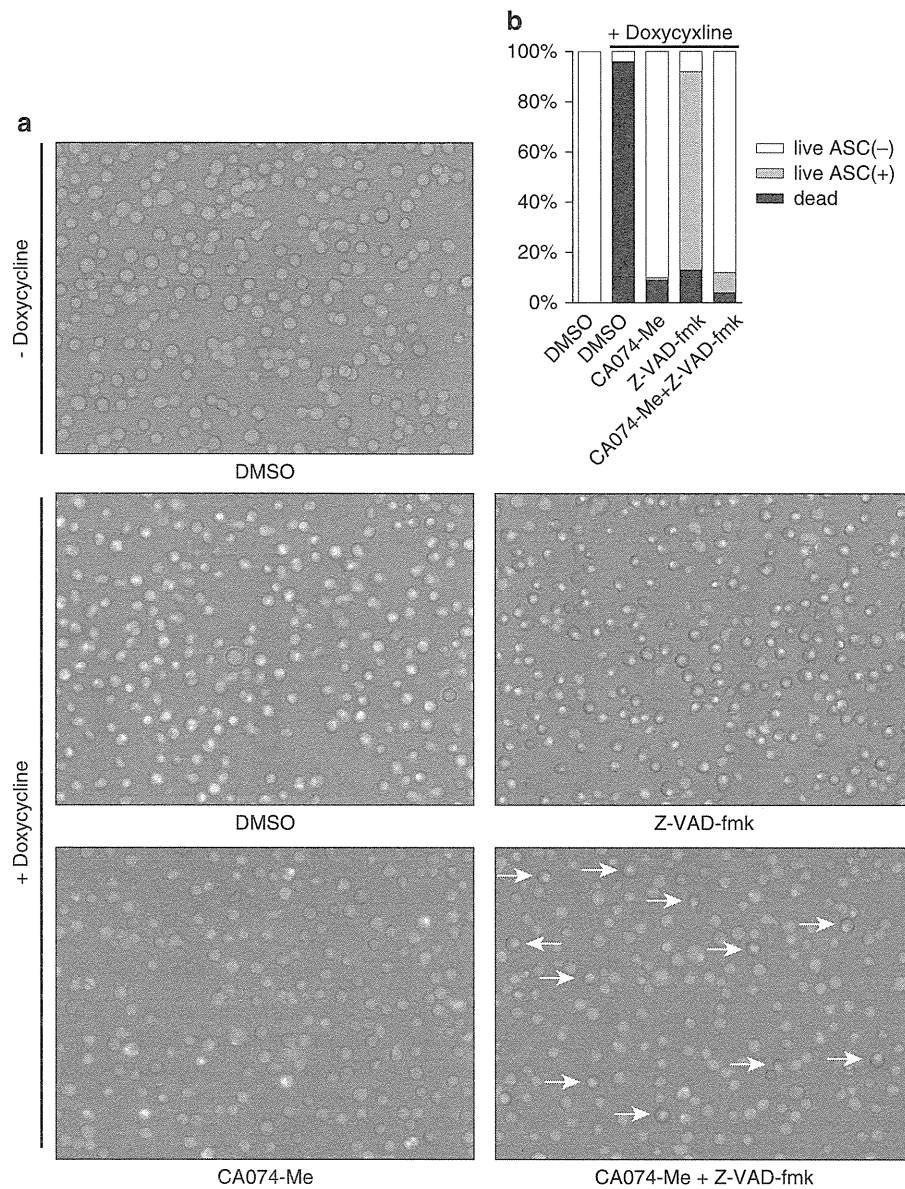 b
+ Doxycyxline
100%
80%
60%
40%
20%
0%
live ASC(–)
live ASC(+)
dead
DMSO
DMSO
CA074-Me
Z-VAD-fmk
CA074-Me+Z-VAD-fmk
a
- Doxycycline
DMSO
+ Doxycycline
DMSO
Z-VAD-fmk
CA074-Me
CA074-Me + Z-VAD-fmk